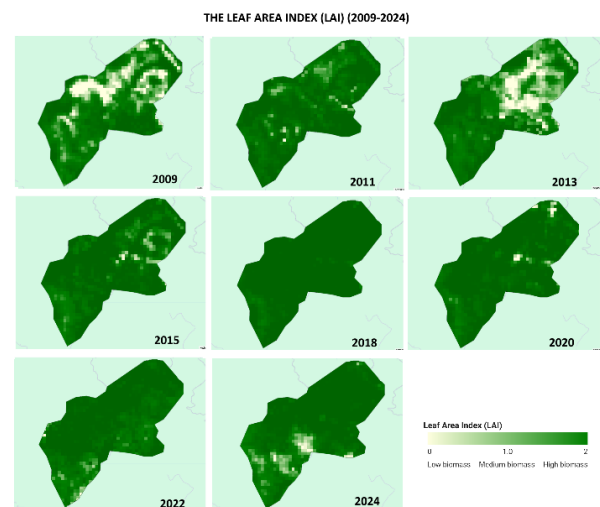 THE LEAF AREA INDEX (LAI) (2009-2024)
2009
2011
2013
2015
2018
2020
2022
2024
Leaf Area Index (LAI)
0 1.0 2
Low biomass Medium biomass High biomass